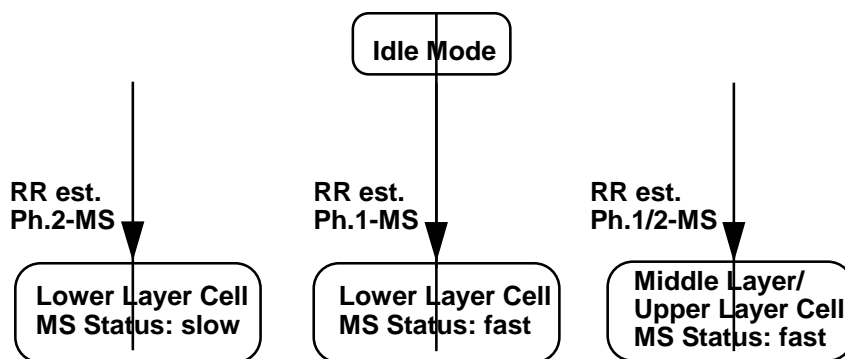 Idle Mode
RR est.
Ph.2-MS
RR est.
Ph.1-MS
RR est.
Ph.1/2-MS
Lower Layer Cell
MS Status: slow
Lower Layer Cell
MS Status: fast
Middle Layer/
Upper Layer Cell
MS Status: fast